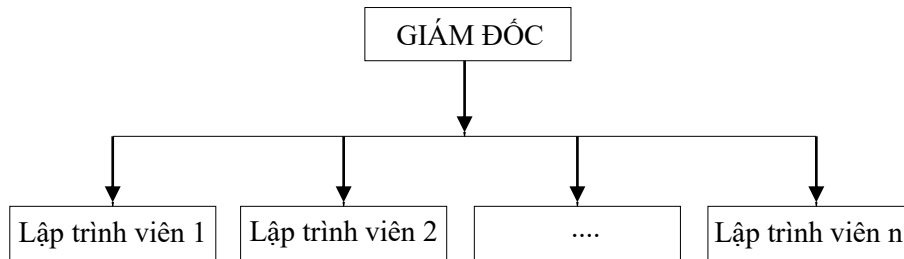 GIÁM ĐỐC
Lập trình viên 1
Lập trình viên 2
....
Lập trình viên n